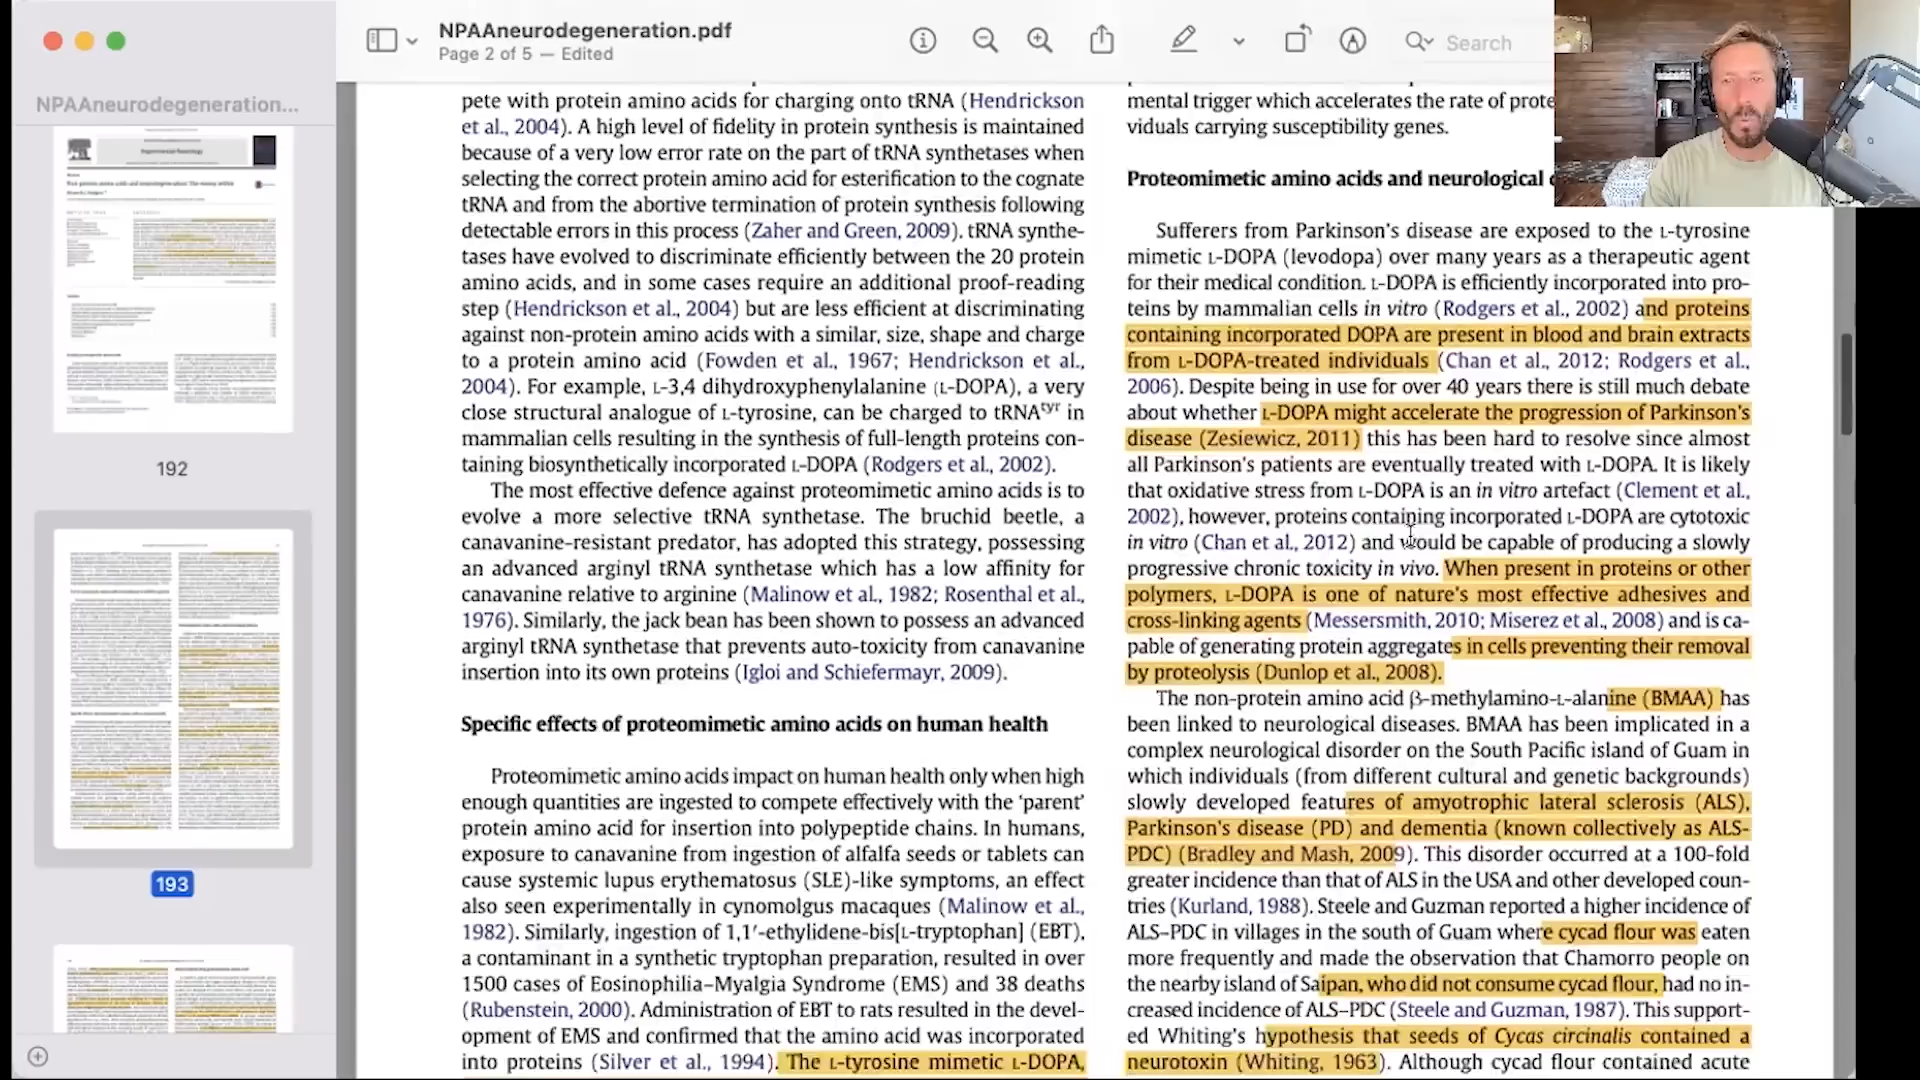 NPAAneurodegeneration.pdf
Page 2 of 5 — Edited
Search
NPAAneurodegeneration...
192
193
pete with protein amino acids for charging onto tRNA (Hendrickson
et al., 2004). A high level of fidelity in protein synthesis is maintained
because of a very low error rate on the part of tRNA synthetases when
selecting the correct protein amino acid for esterification to the cognate
tRNA and from the abortive termination of protein synthesis following
detectable errors in this process (Zaher and Green, 2009). tRNA synthe-
tases have evolved to discriminate efficiently between the 20 protein
amino acids, and in some cases require an additional proof-reading
step (Hendrickson et al., 2004) but are less efficient at discriminating
against non-protein amino acids with a similar, size, shape and charge
to a protein amino acid (Fowden et al., 1967; Hendrickson et al.,
2004). For example, L-3,4 dihydroxyphenylalanine (L-DOPA), a very
close structural analogue of L-tyrosine, can be charged to tRNAtyr in
mammalian cells resulting in the synthesis of full-length proteins con-
taining biosynthetically incorporated L-DOPA (Rodgers et al., 2002).
The most effective defence against proteomimetic amino acids is to
evolve a more selective tRNA synthetase. The bruchid beetle, a
canavanine-resistant predator, has adopted this strategy, possessing
an advanced arginyl tRNA synthetase which has a low affinity for
canavanine relative to arginine (Malinow et al., 1982; Rosenthal et al.,
1976). Similarly, the jack bean has been shown to possess an advanced
arginyl tRNA synthetase that prevents auto-toxicity from canavanine
insertion into its own proteins (Igloi and Schiefermayr, 2009).
Specific effects of proteomimetic amino acids on human health
Proteomimetic amino acids impact on human health only when high
enough quantities are ingested to compete effectively with the 'parent'
protein amino acid for insertion into polypeptide chains. In humans,
exposure to canavanine from ingestion of alfalfa seeds or tablets can
cause systemic lupus erythematosus (SLE)-like symptoms, an effect
also seen experimentally in cynomolgus macaques (Malinow et al.,
1982). Similarly, ingestion of 1,1′-ethylidene-bis[L-tryptophan] (EBT),
a contaminant in a synthetic tryptophan preparation, resulted in over
1500 cases of Eosinophilia–Myalgia Syndrome (EMS) and 38 deaths
(Rubenstein, 2000). Administration of EBT to rats resulted in the devel-
opment of EMS and confirmed that the amino acid was incorporated
into proteins (Silver et al., 1994). The L-tyrosine mimetic L-DOPA,
mental trigger which accelerates the rate of prote
viduals carrying susceptibility genes.
Proteomimetic amino acids and neurological
Sufferers from Parkinson's disease are exposed to the L-tyrosine
mimetic L-DOPA (levodopa) over many years as a therapeutic agent
for their medical condition. L-DOPA is efficiently incorporated into pro-
teins by mammalian cells in vitro (Rodgers et al., 2002) and proteins
containing incorporated DOPA are present in blood and brain extracts
from L-DOPA-treated individuals (Chan et al., 2012; Rodgers et al.,
2006). Despite being in use for over 40 years there is still much debate
about whether L-DOPA might accelerate the progression of Parkinson's
disease (Zesiewicz, 2011) this has been hard to resolve since almost
all Parkinson's patients are eventually treated with L-DOPA. It is likely
that oxidative stress from L-DOPA is an in vitro artefact (Clement et al.,
2002), however, proteins containing incorporated L-DOPA are cytotoxic
in vitro (Chan et al., 2012) and would be capable of producing a slowly
progressive chronic toxicity in vivo. When present in proteins or other
polymers, L-DOPA is one of nature's most effective adhesives and
cross-linking agents (Messersmith, 2010; Miserez et al., 2008) and is ca-
pable of generating protein aggregates in cells preventing their removal
by proteolysis (Dunlop et al., 2008).
The non-protein amino acid β-methylamino-L-alanine (BMAA) has
been linked to neurological diseases. BMAA has been implicated in a
complex neurological disorder on the South Pacific island of Guam in
which individuals (from different cultural and genetic backgrounds)
slowly developed features of amyotrophic lateral sclerosis (ALS),
Parkinson's disease (PD) and dementia (known collectively as ALS-
PDC) (Bradley and Mash, 2009). This disorder occurred at a 100-fold
greater incidence than that of ALS in the USA and other developed coun-
tries (Kurland, 1988). Steele and Guzman reported a higher incidence of
ALS–PDC in villages in the south of Guam where cycad flour was eaten
more frequently and made the observation that Chamorro people on
the nearby island of Saipan, who did not consume cycad flour, had no in-
creased incidence of ALS-PDC (Steele and Guzman, 1987). This support-
ed Whiting's hypothesis that seeds of Cycas circinalis contained a
neurotoxin (Whiting, 1963). Although cycad flour contained acute